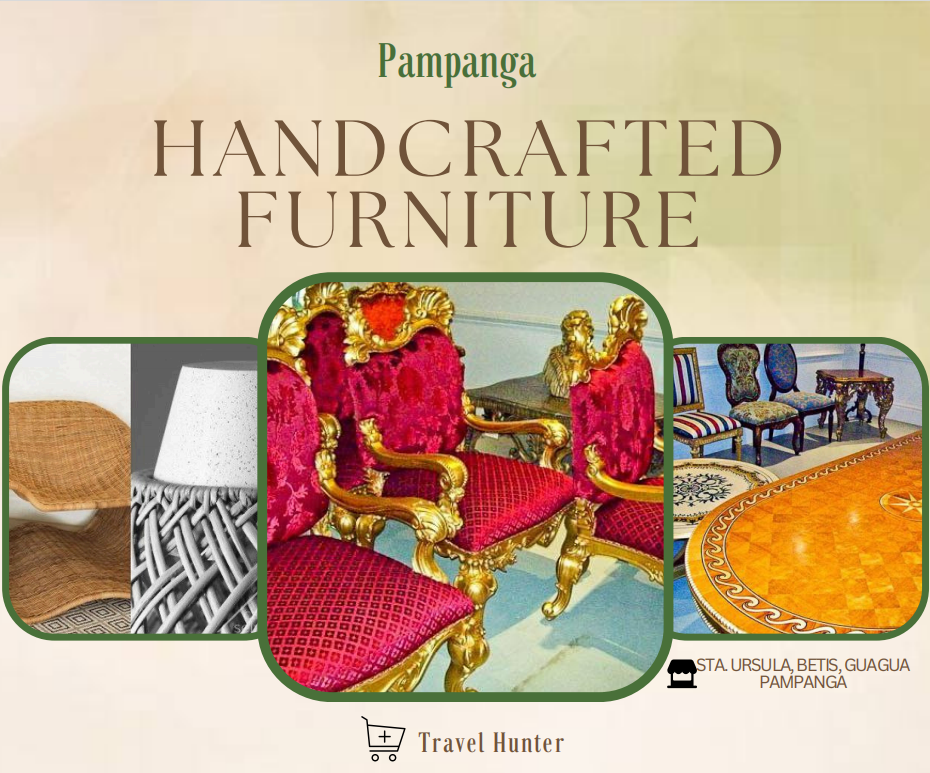 Pampanga
HANDCRAFTED
FURNITURE
STA. URSULA, BETIS, GUAGUA
PAMPANGA
Travel Hunter